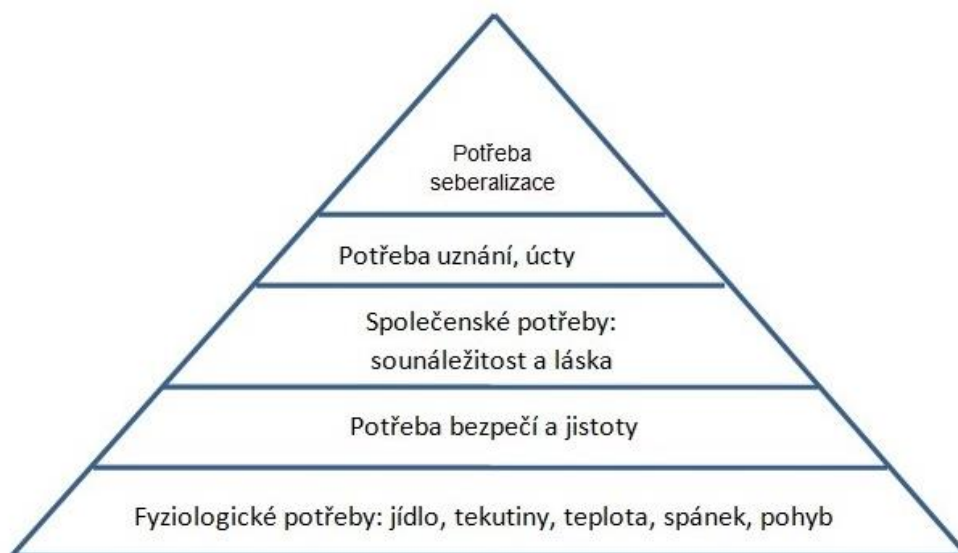 Potřeba
seberalizace
Potřeba uznání, úcty
Společenské potřeby:
sounáležitost a láska
Potřeba bezpečí a jistoty
Fyziologické potřeby: jídlo, tekutiny, teplota, spánek, pohyb